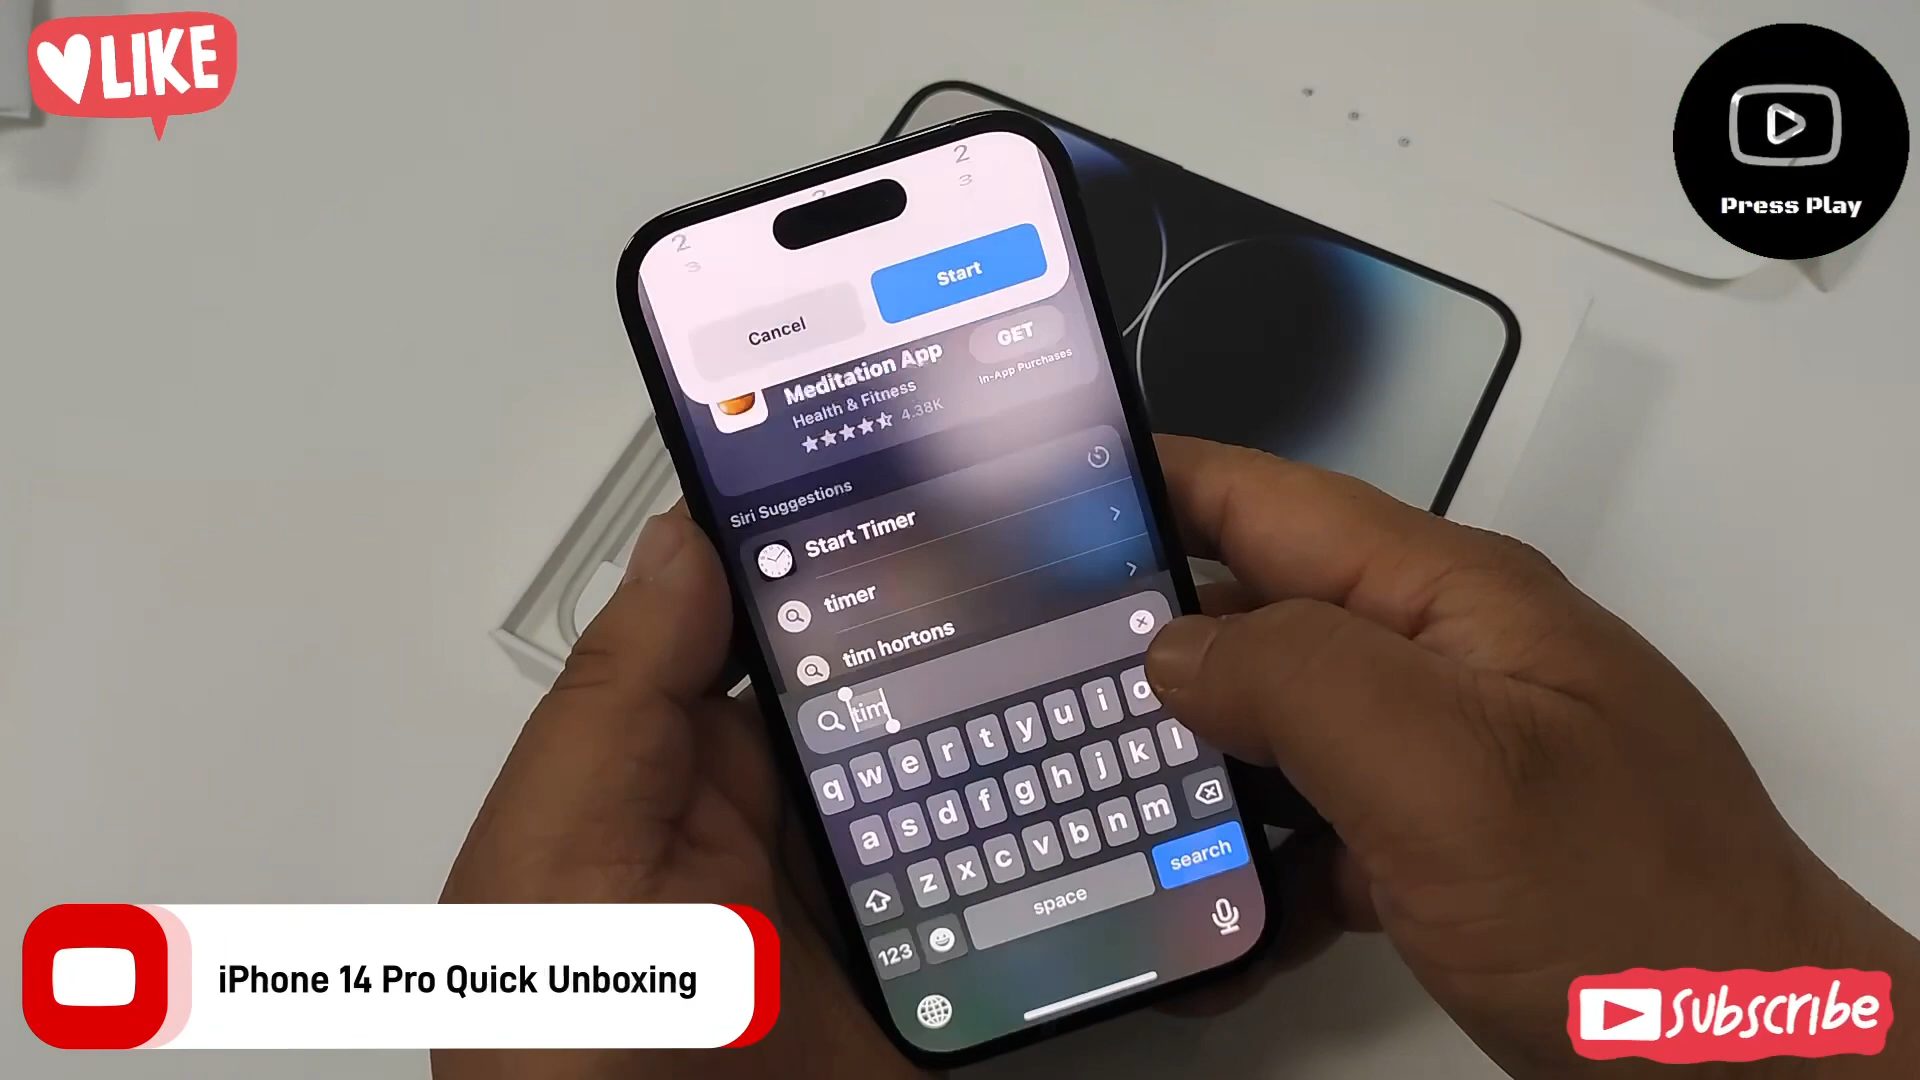 LIKE
Press Play
2
2
2
3
3
Start
Cancel
Meditation App
GET
Health & Fitness
In-App Purchases
4.38K
Siri Suggestions
Start Timer
timer
tim hortons
tim
q w e r t y u i o
a s d f g h j k l
z x c v b n m
123
space
search
iPhone 14 Pro Quick Unboxing
Subscribe